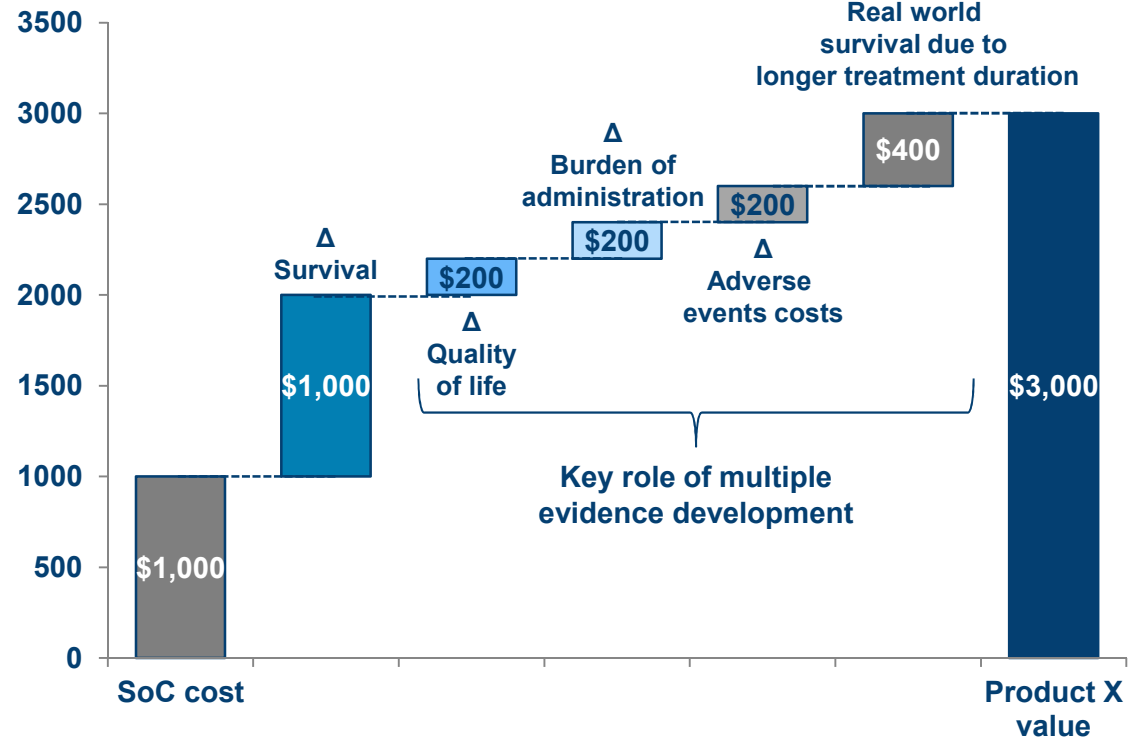 3500
3000
2500
2000
1500
1000
500
0
Real world
survival due to
longer treatment duration
Δ
Burden of
administration
Δ
Survival
$400
$200
$200
$200
Δ
Adverse
events costs
Δ
Quality
of life
$1,000
$3,000
Key role of multiple
evidence development
$1,000
SoC cost
Product X
value